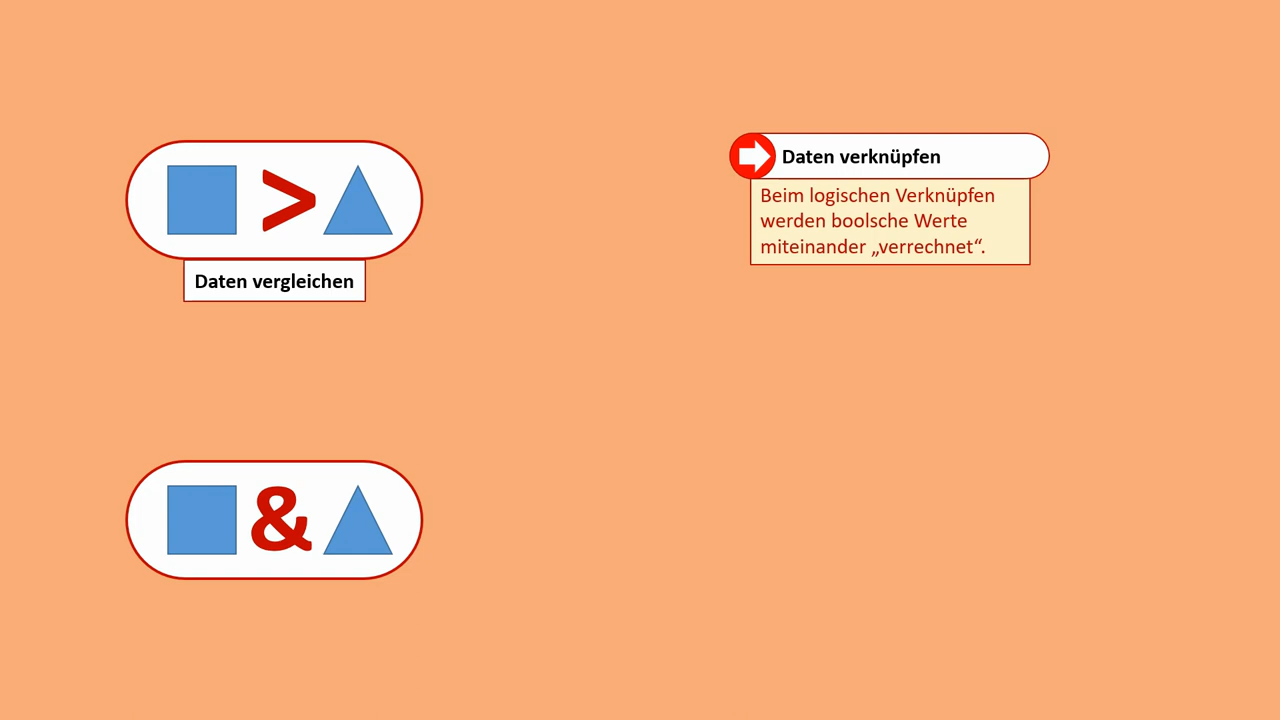 >
Daten vergleichen
&
Daten verknüpfen
Beim logischen Verknüpfen
werden boolsche Werte
miteinander „verrechnet“.